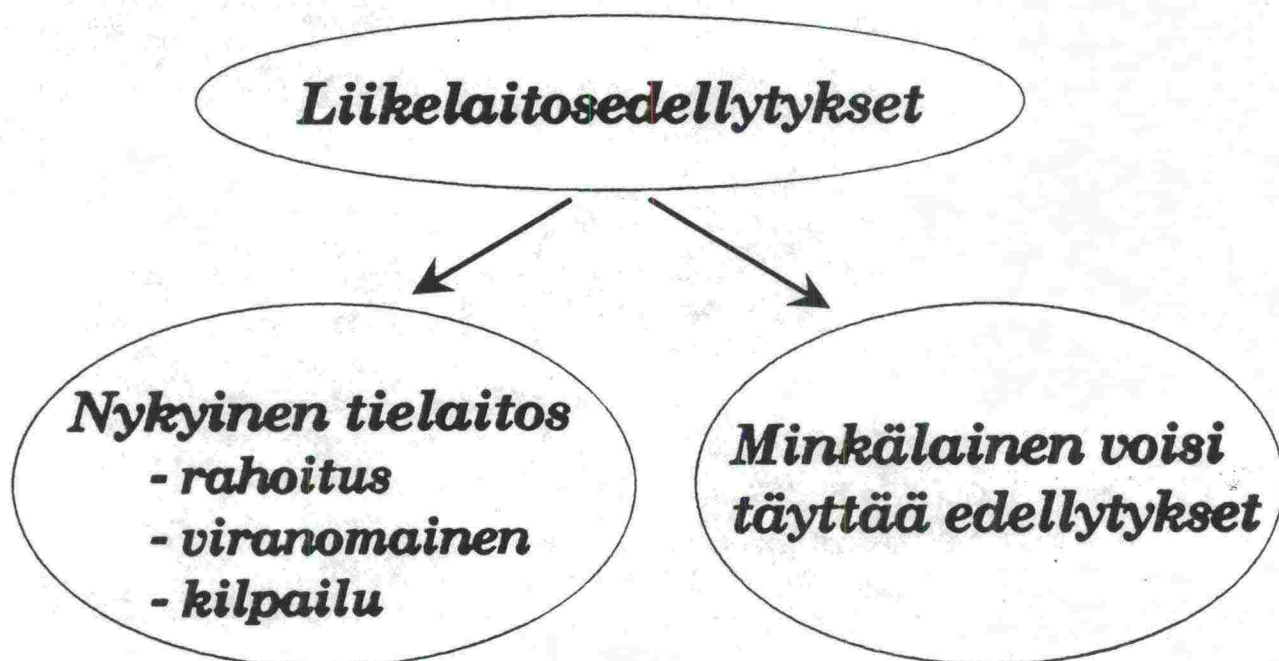 Liikelaitosedellytykset
Nykyinen tielaitos
- rahoitus
- viranomainen
- kilpailu
Minkälainen voisi
täyttää edellytykset